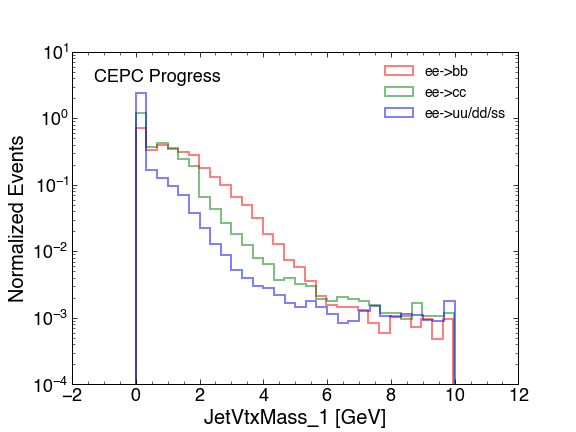 CEPC Progress
ee->bb
ee->cc
ee->uu/dd/ss
Normalized Events
10¹
10⁰
10⁻¹
10⁻²
10⁻³
10⁻⁴
−2 0 2 4 6 8 10 12
JetVtxMass_1 [GeV]